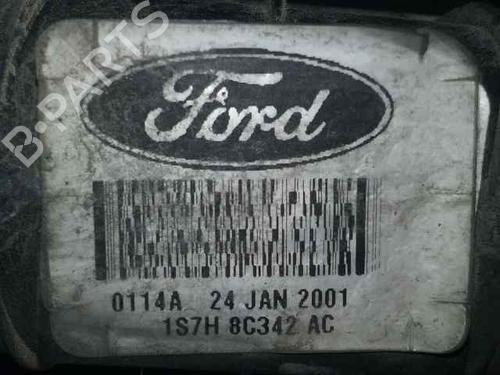 B-PARTS
Ford
0114A 24 JAN 2001
1S7H 8C342 AC